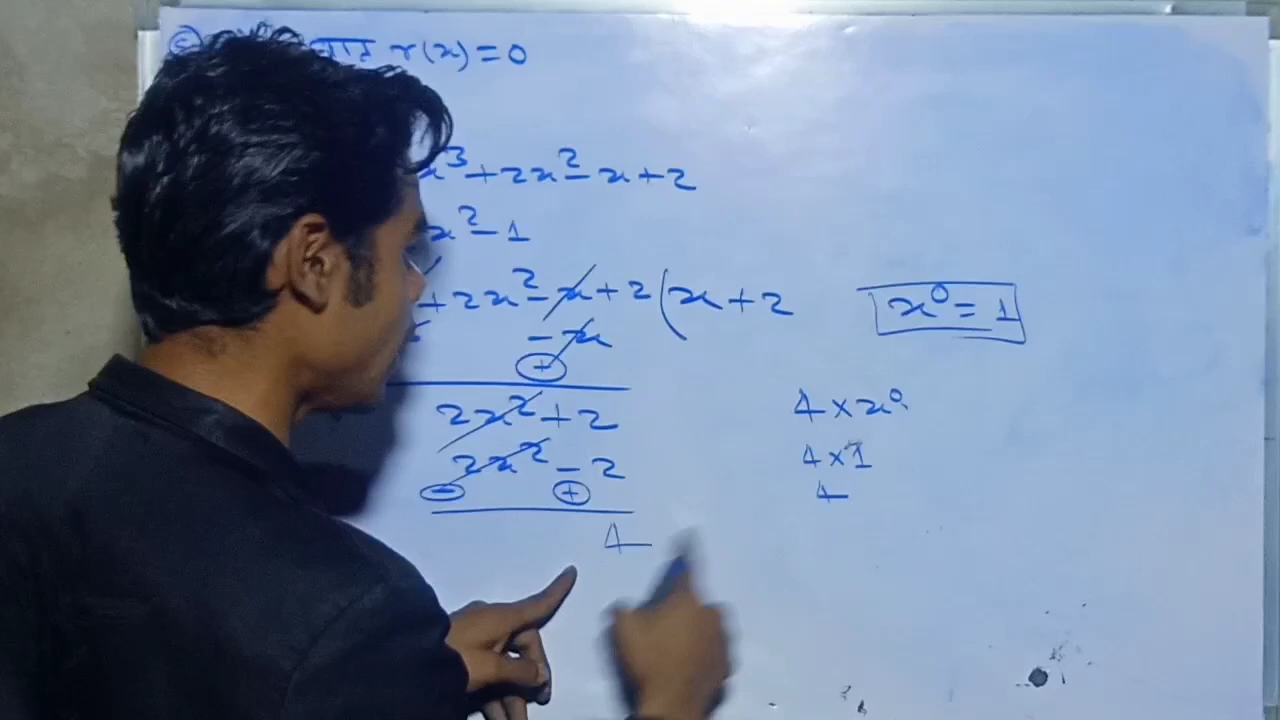 r(x) = 0
x³ + 2x² - x + 2
x² - 1
+ 2x² - x + 2 ( x + 2
x⁰ = 1
- x
+
2x² + 2
2x² - 2
- +
4
4 × x⁰
4 × 1
4